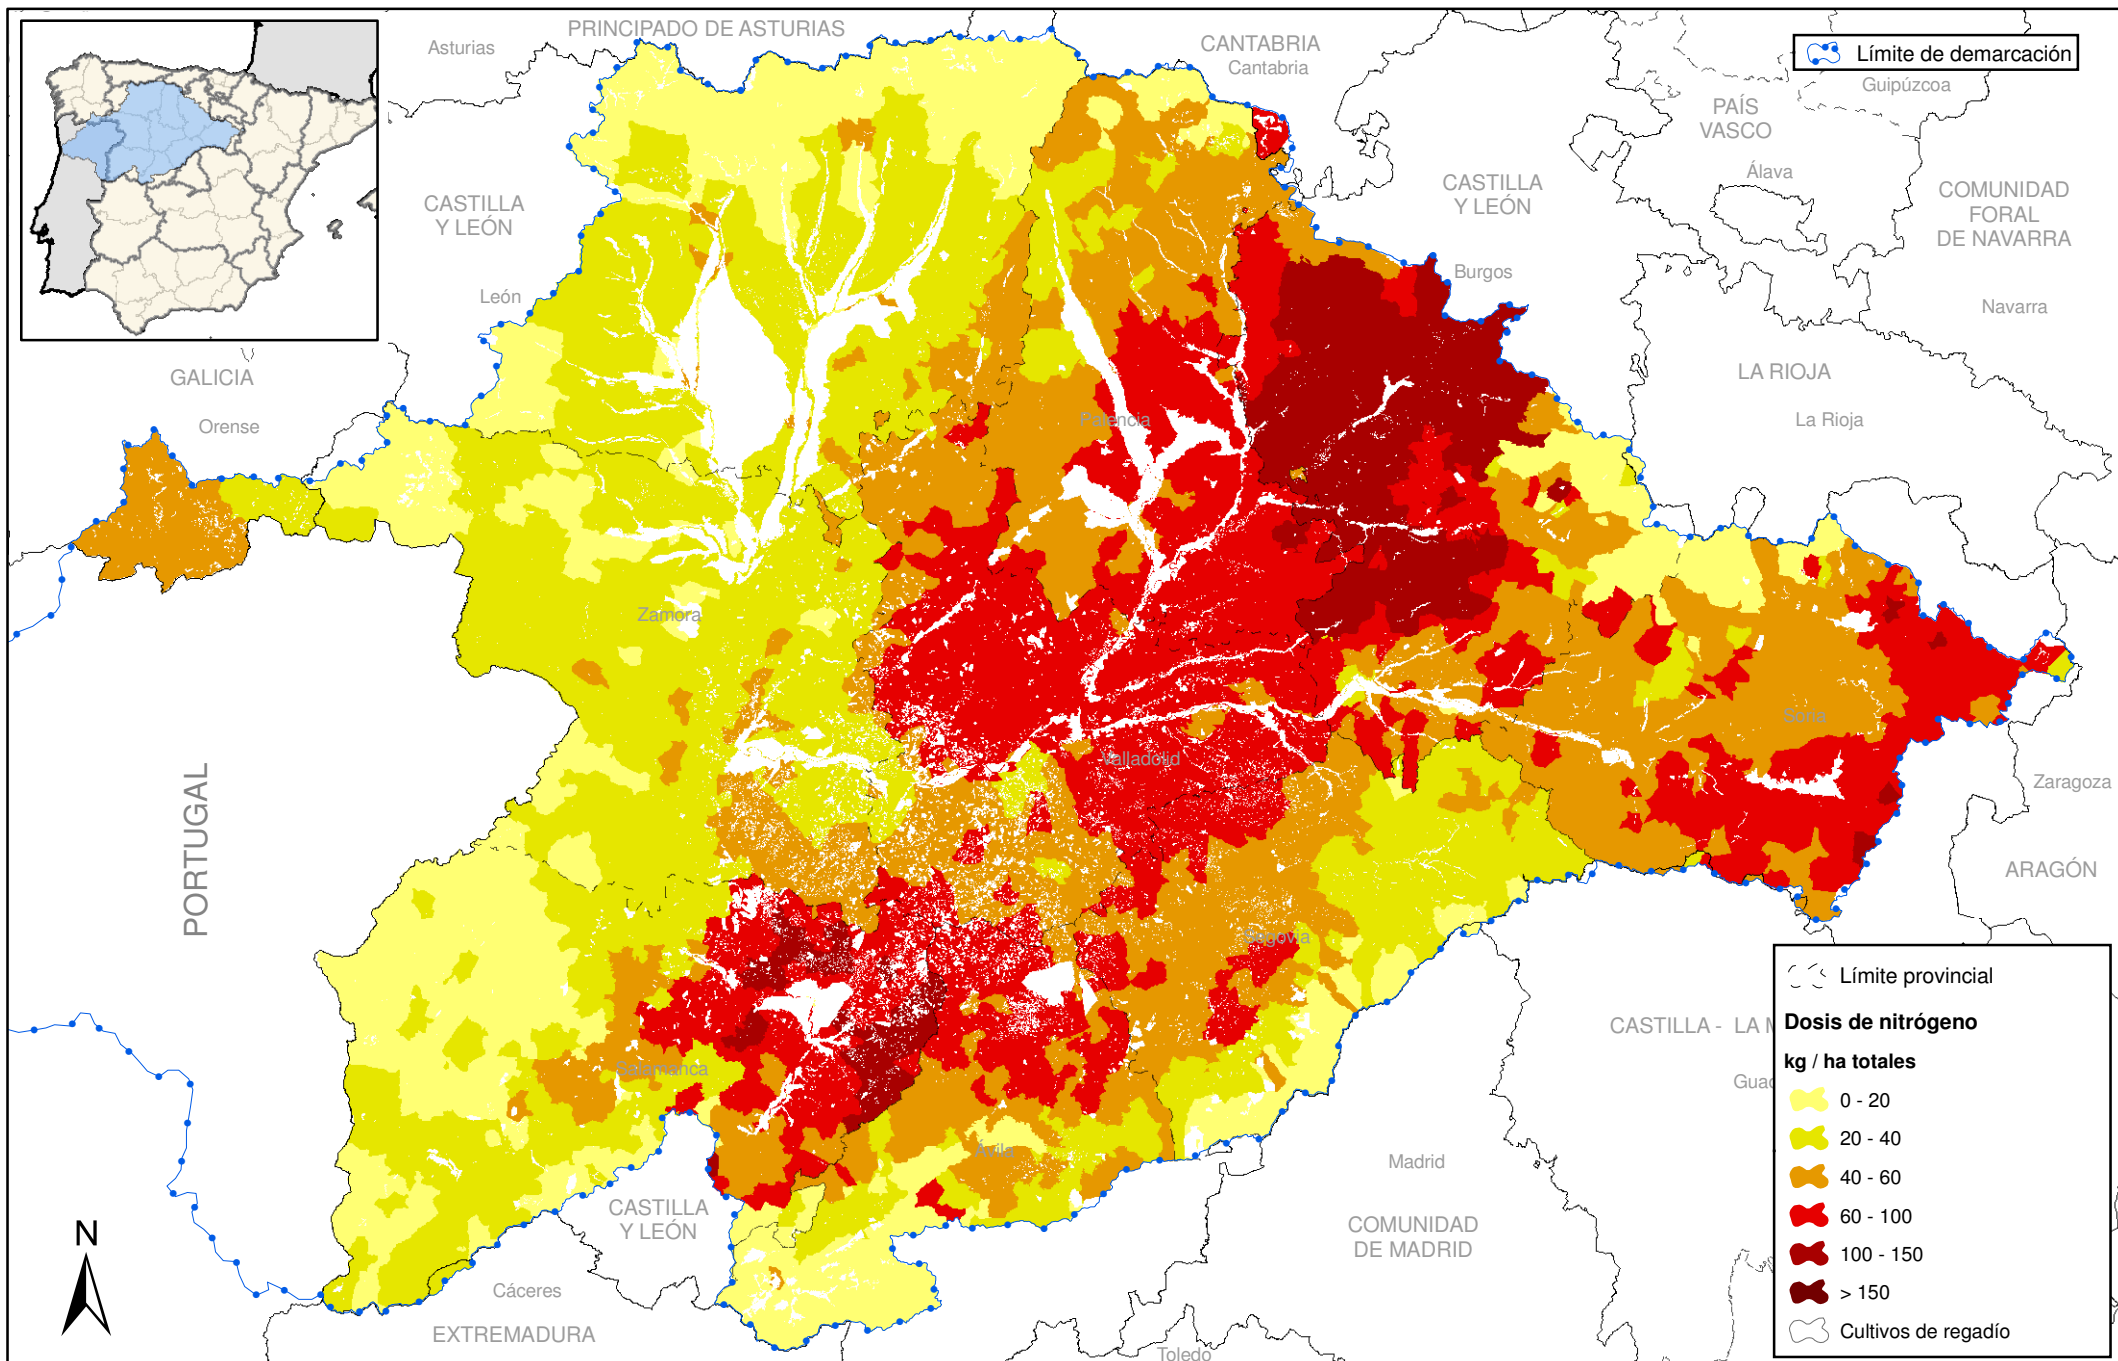 PRINCIPADO DE ASTURIAS
Asturias
CANTABRIA
Cantabria
Límite de demarcación
Guipúzcoa
PAÍS
VASCO
Álava
CASTILLA
Y LEÓN
CASTILLA
Y LEÓN
COMUNIDAD
FORAL
DE NAVARRA
León
Burgos
Navarra
GALICIA
LA RIOJA
Orense
Palencia
La Rioja
Zamora
Soria
Valladolid
PORTUGAL
Zaragoza
ARAGÓN
Segovia
Salamanca
Ávila
CASTILLA - LA M
Guad
Madrid
CASTILLA
Y LEÓN
COMUNIDAD
DE MADRID
N
Cáceres
EXTREMADURA
Toledo
Límite provincial
Dosis de nitrógeno
kg / ha totales
0 - 20
20 - 40
40 - 60
60 - 100
100 - 150
> 150
Cultivos de regadío